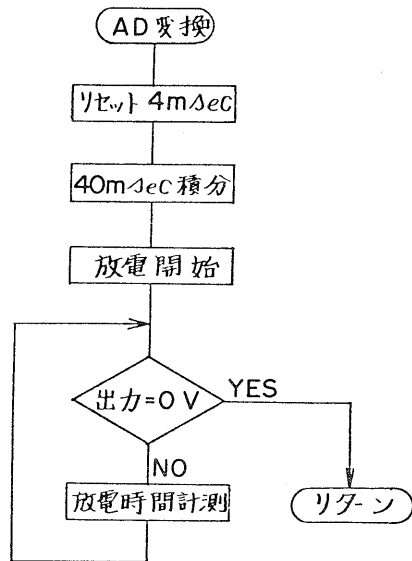 AD変換
リセット 4msec
40msec積分
放電開始
出力=0V
YES
NO
放電時間計測
リターン